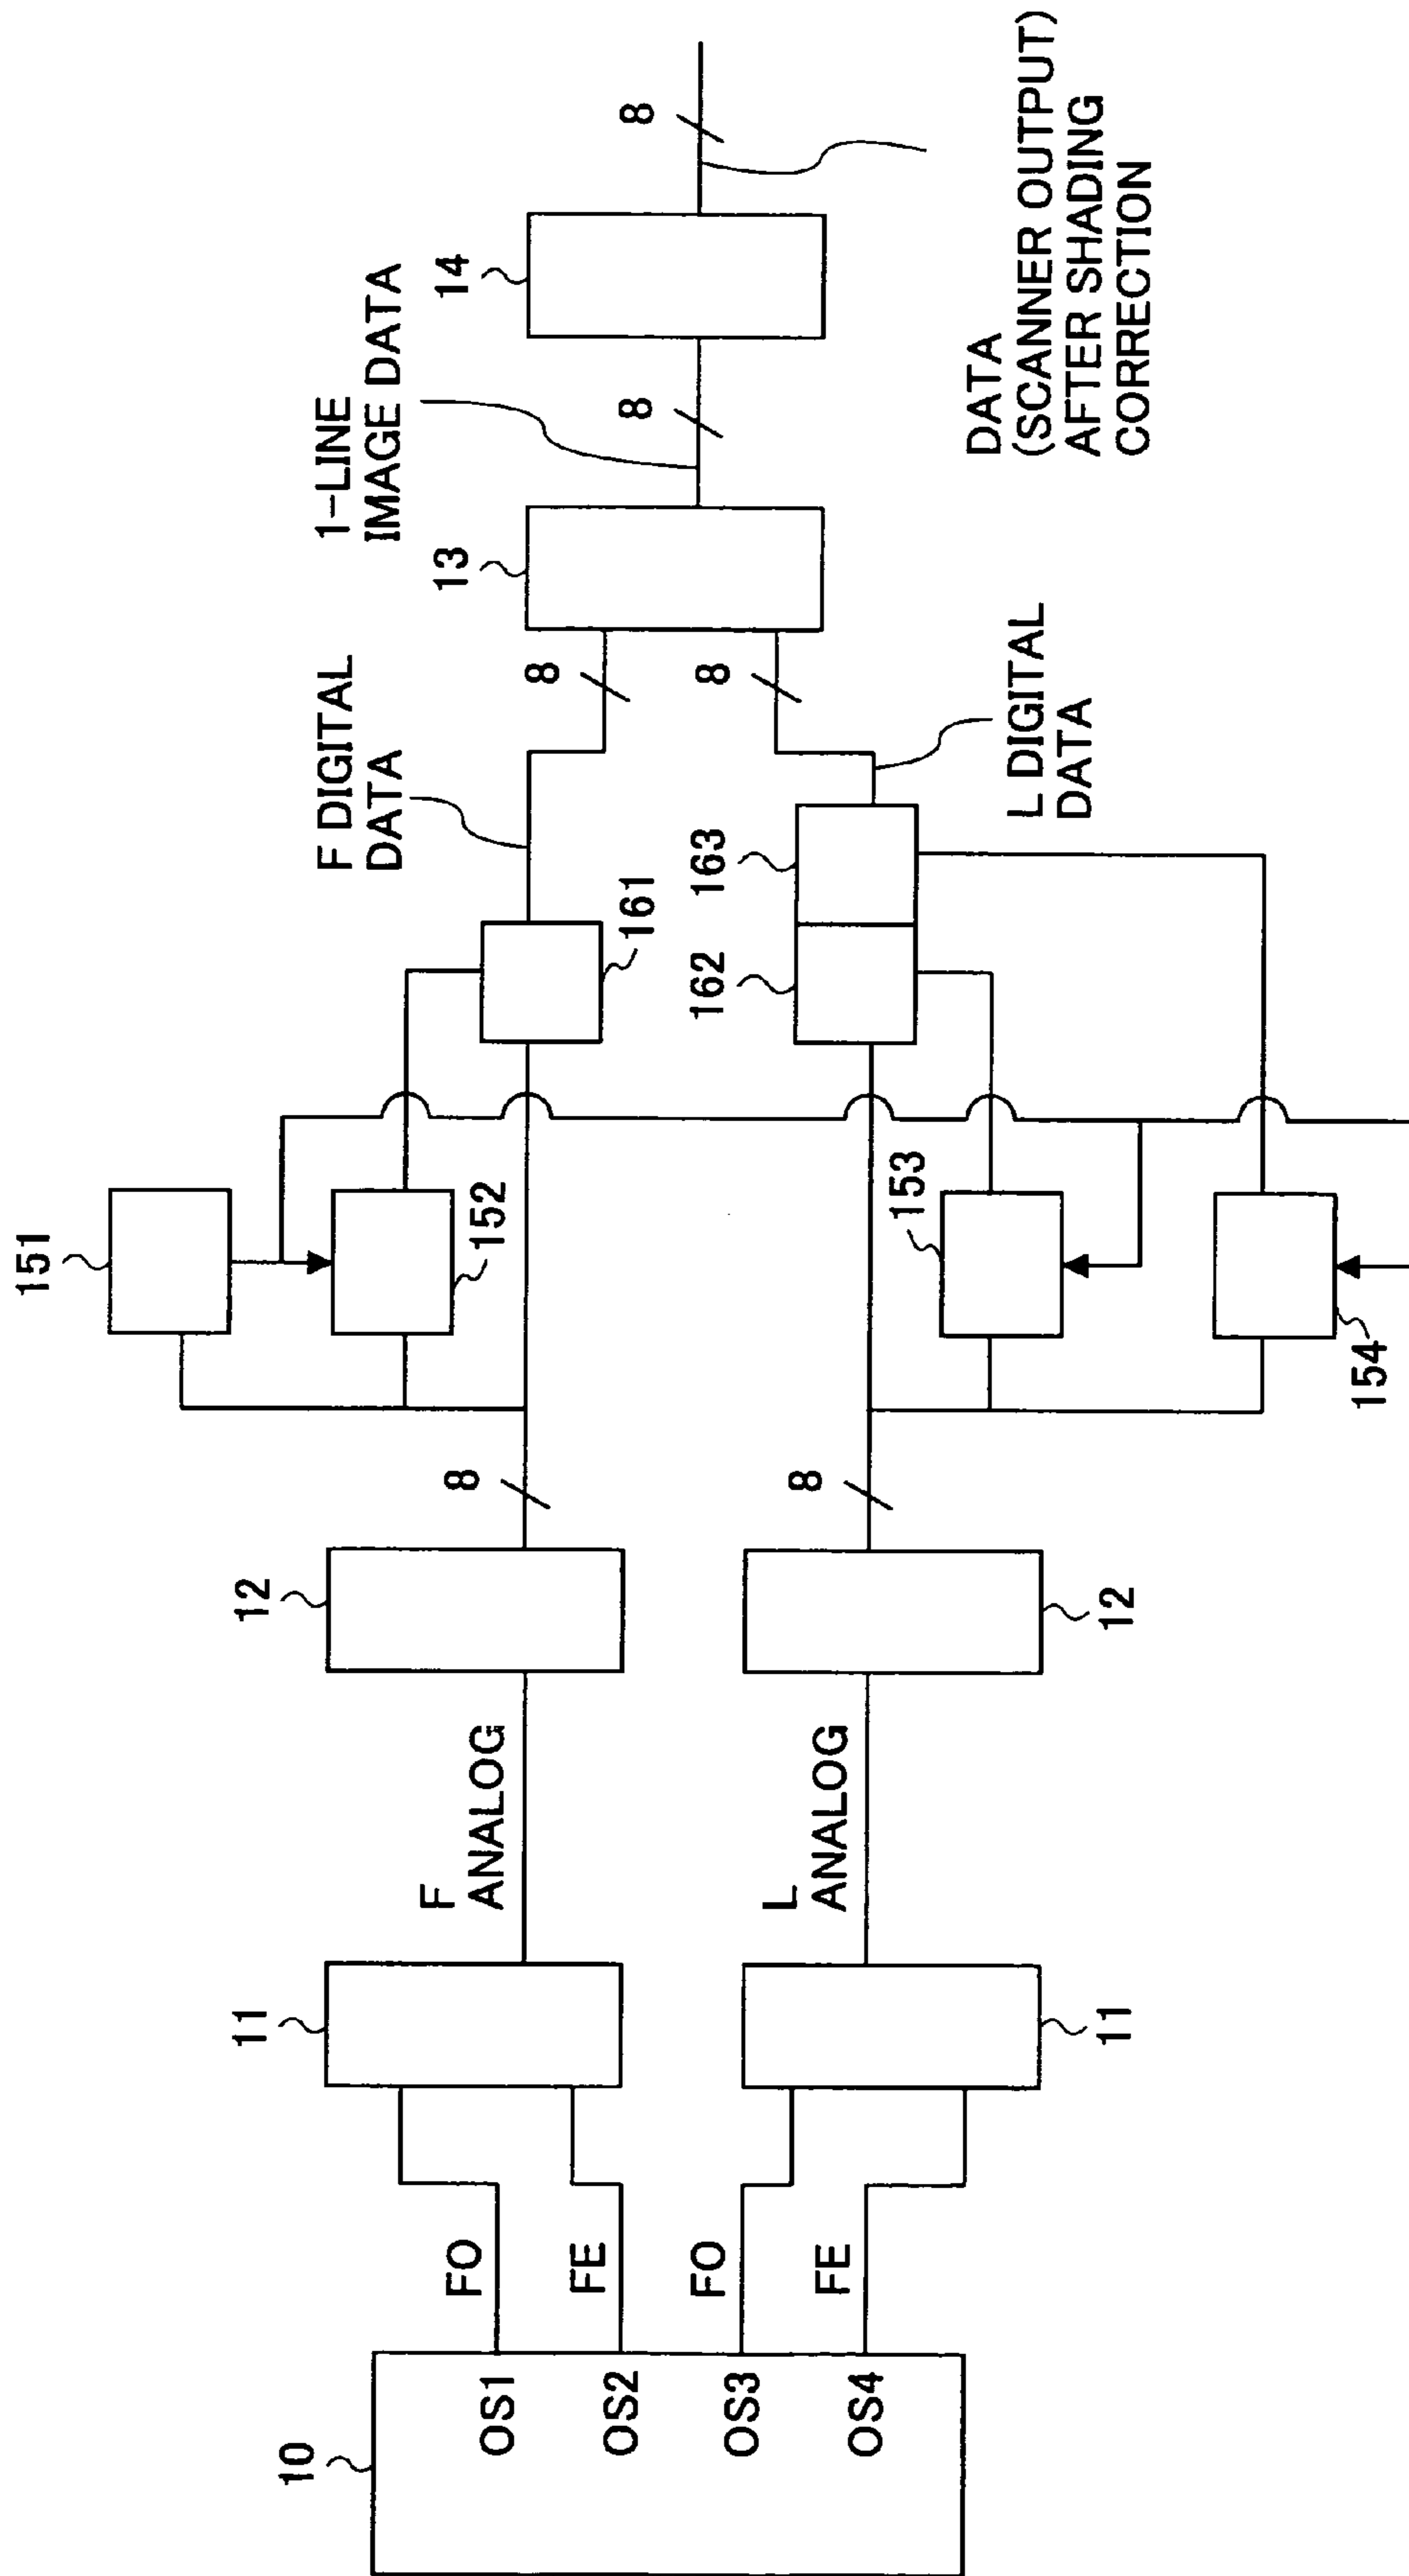 10
OS1
OS2
OS3
OS4
FO
FE
FO
FE
11
11
F
ANALOG
L
ANALOG
12
12
8
8
151
152
153
154
161
162
163
F DIGITAL
DATA
L DIGITAL
DATA
8
8
13
1-LINE
IMAGE DATA
8
14
8
DATA
(SCANNER OUTPUT)
AFTER SHADING
CORRECTION